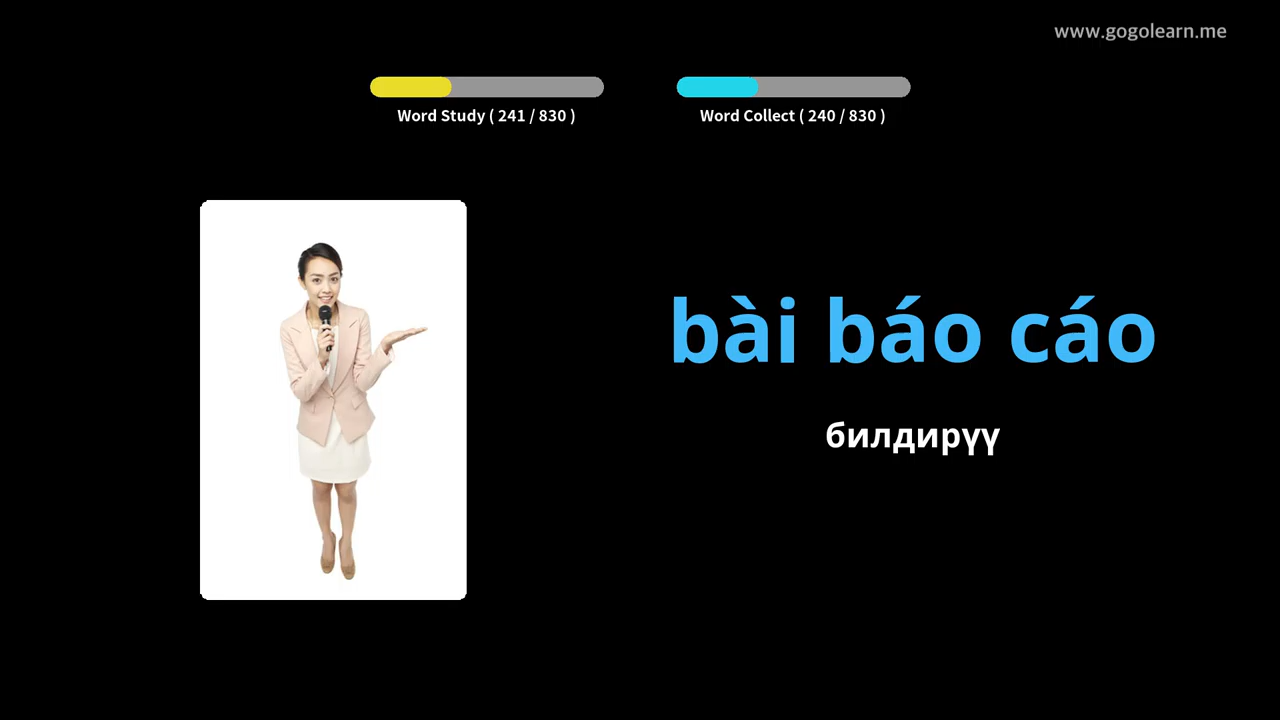 www.gogolearn.me
Word Study ( 241 / 830 )
Word Collect ( 240 / 830 )
bài báo cáo
билдирүү